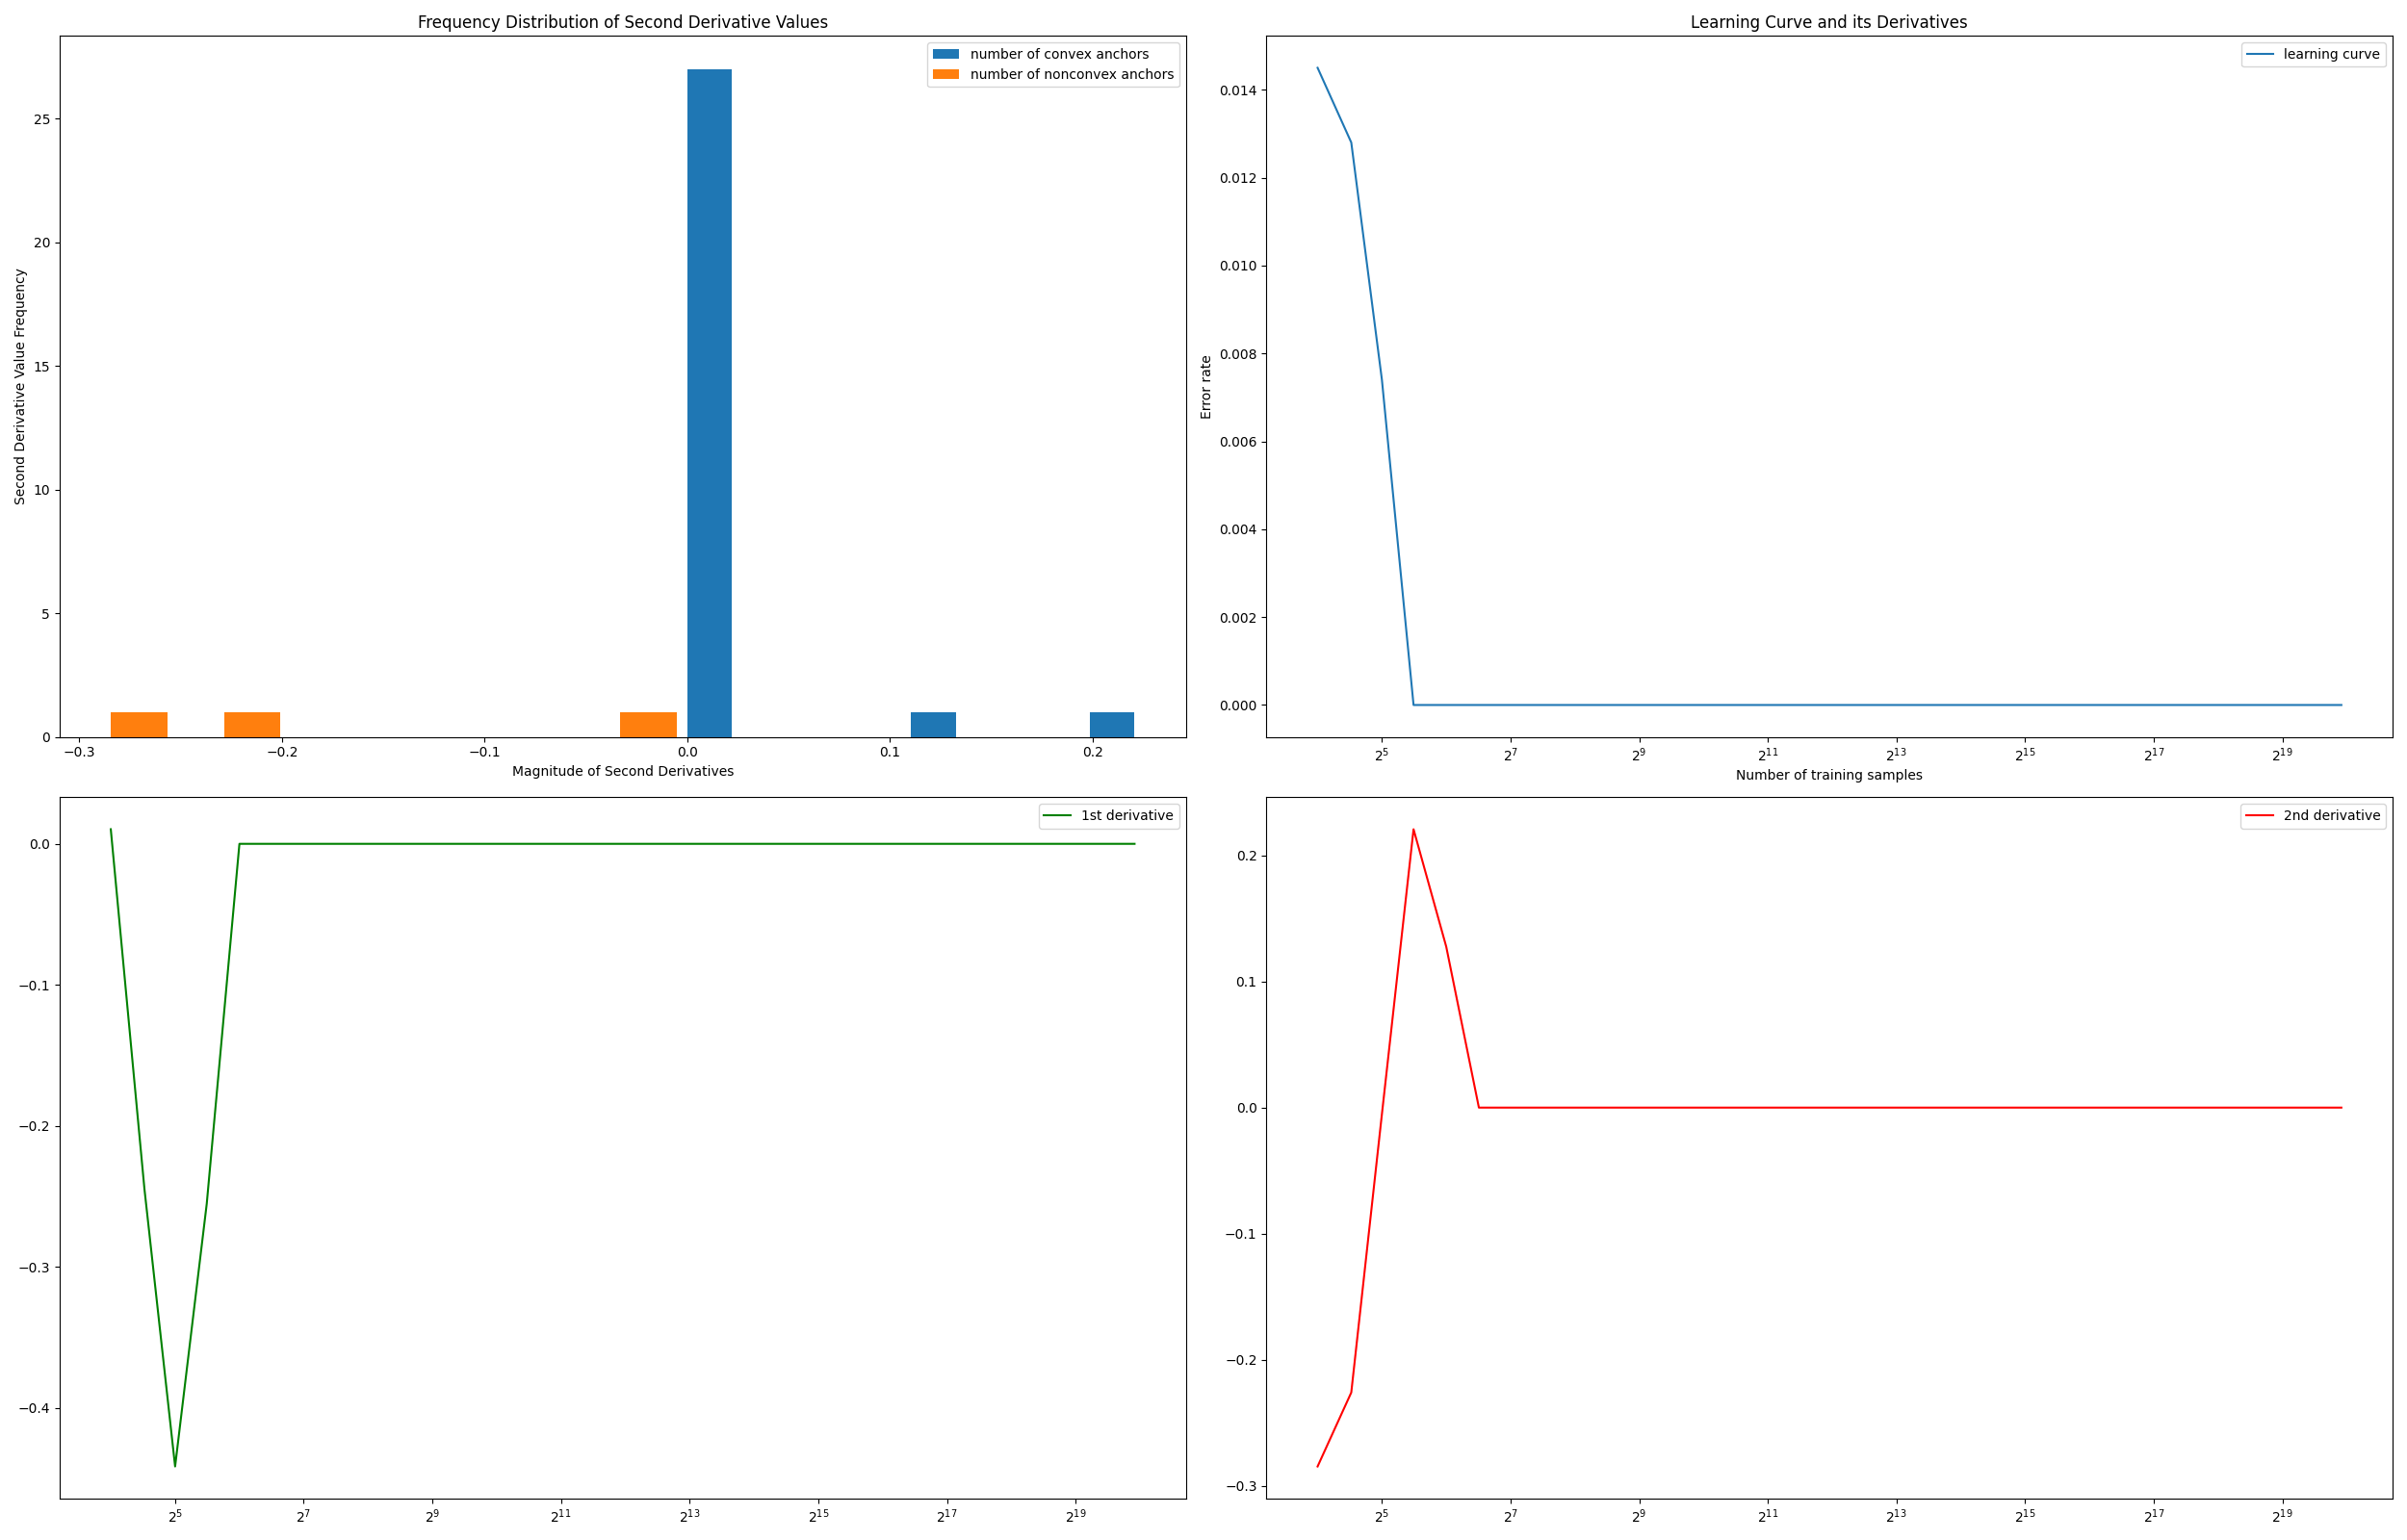 Frequency Distribution of Second Derivative Values
number of convex anchors
number of nonconvex anchors
Second Derivative Value Frequency
25
20
15
10
5
0
−0.3 −0.2 −0.1 0.0 0.1 0.2
Magnitude of Second Derivatives
Learning Curve and its Derivatives
learning curve
Error rate
0.014
0.012
0.010
0.008
0.006
0.004
0.002
0.000
2^5 2^7 2^9 2^11 2^13 2^15 2^17 2^19
Number of training samples
1st derivative
0.0
−0.1
−0.2
−0.3
−0.4
2^5 2^7 2^9 2^11 2^13 2^15 2^17 2^19
2nd derivative
0.2
0.1
0.0
−0.1
−0.2
−0.3
2^5 2^7 2^9 2^11 2^13 2^15 2^17 2^19